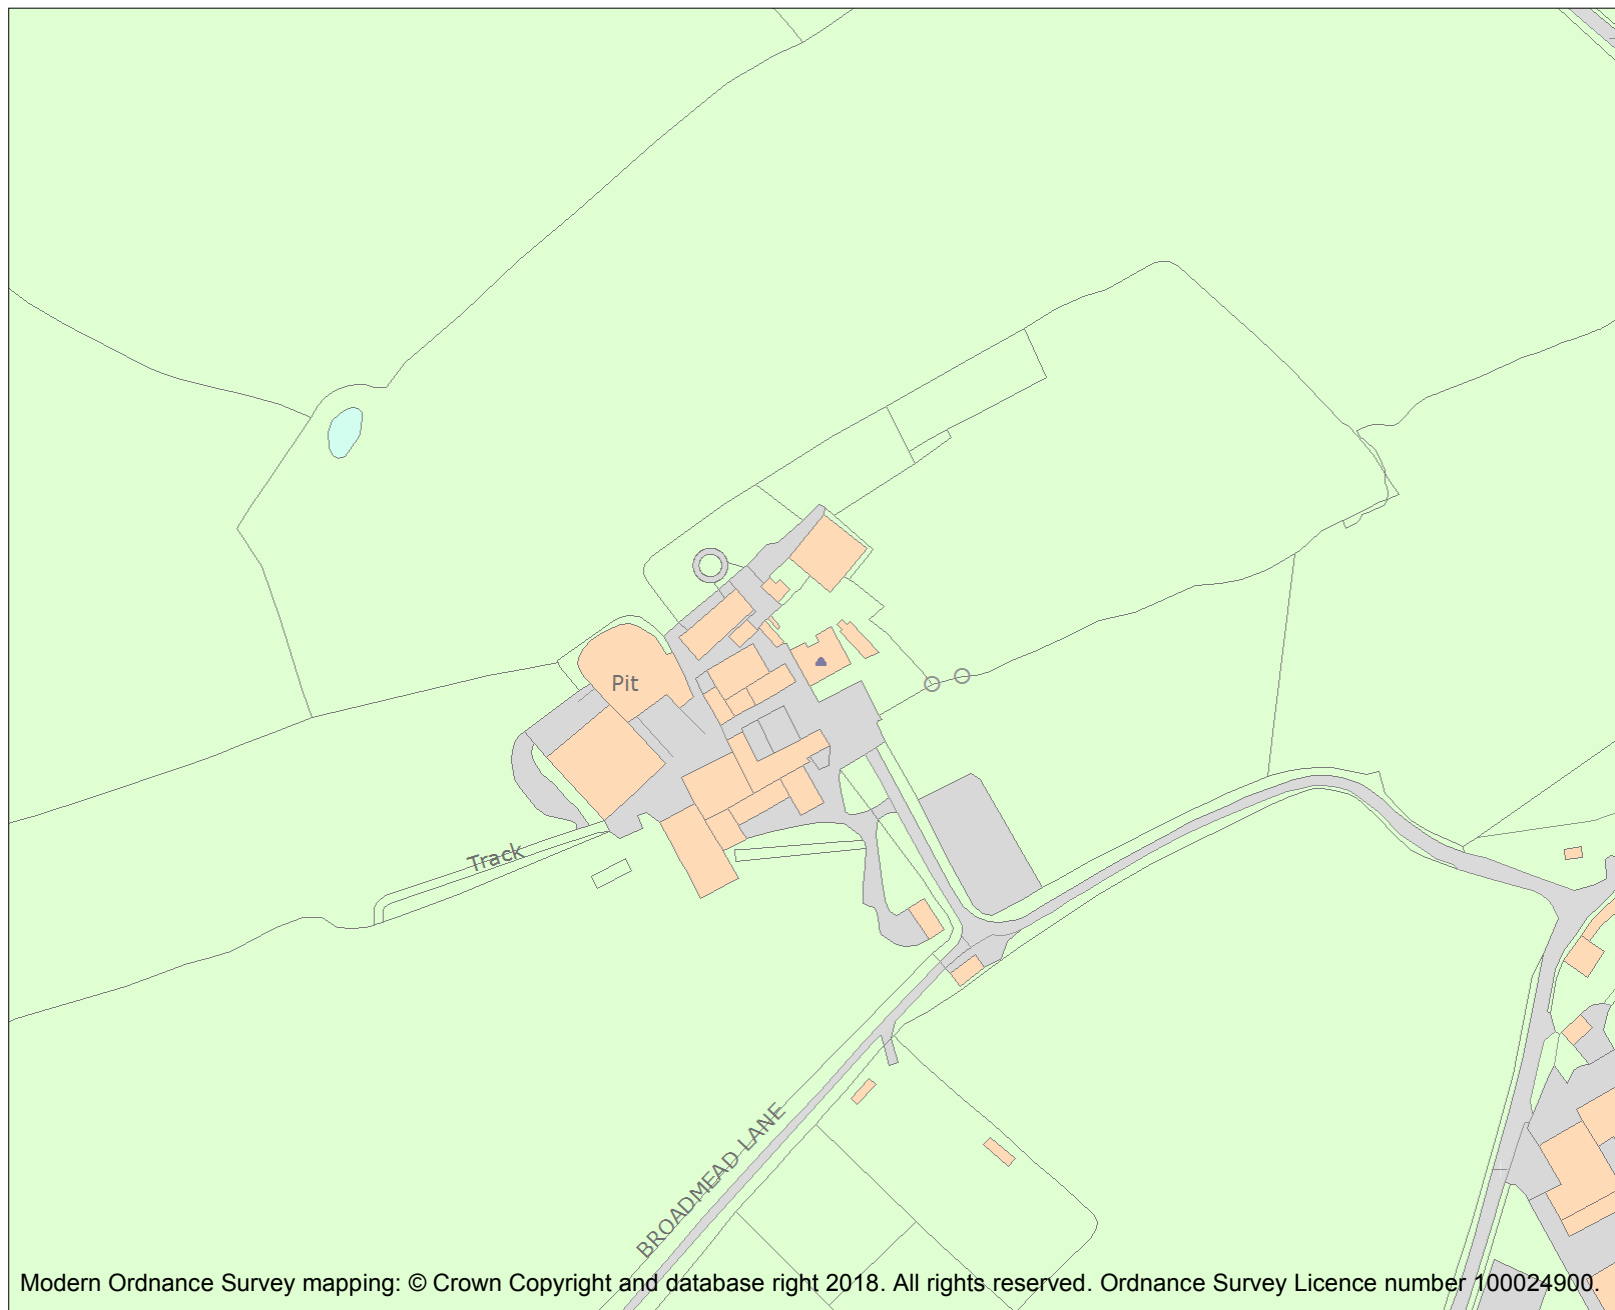 Pit
Track
BROADMEAD LANE
Modern Ordnance Survey mapping: © Crown Copyright and database right 2018. All rights reserved. Ordnance Survey Licence number 100024900.